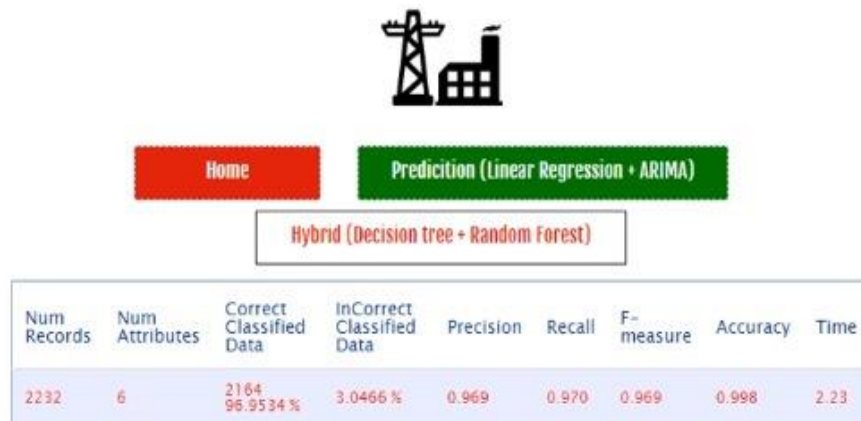 Home
Predicition (Linear Regression + ARIMA)
Hybrid (Decision tree + Random Forest)
Num Records
Num Attributes
Correct Classified Data
InCorrect Classified Data
Precision
Recall
F-measure
Accuracy
Time
2232
6
2164 96.9534 %
3.0466 %
0.969
0.970
0.969
0.998
2.23